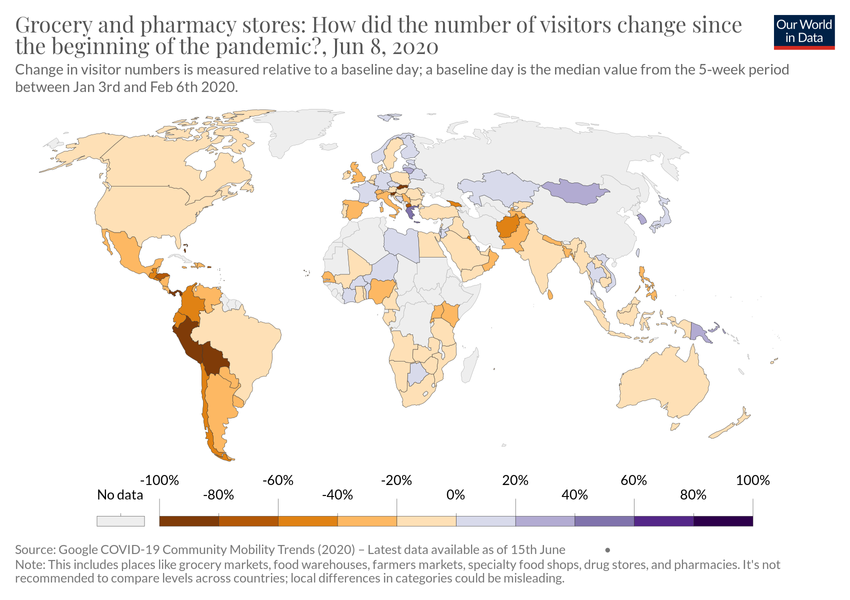 Grocery and pharmacy stores: How did the number of visitors change since
the beginning of the pandemic?, Jun 8, 2020
Our World
in Data
Change in visitor numbers is measured relative to a baseline day; a baseline day is the median value from the 5-week period
between Jan 3rd and Feb 6th 2020.
-100% -60% -20% 20% 60% 100%
No data -80% -40% 0% 40% 80%
Source: Google COVID-19 Community Mobility Trends (2020) – Latest data available as of 15th June •
Note: This includes places like grocery markets, food warehouses, farmers markets, specialty food shops, drug stores, and pharmacies. It's not
recommended to compare levels across countries; local differences in categories could be misleading.